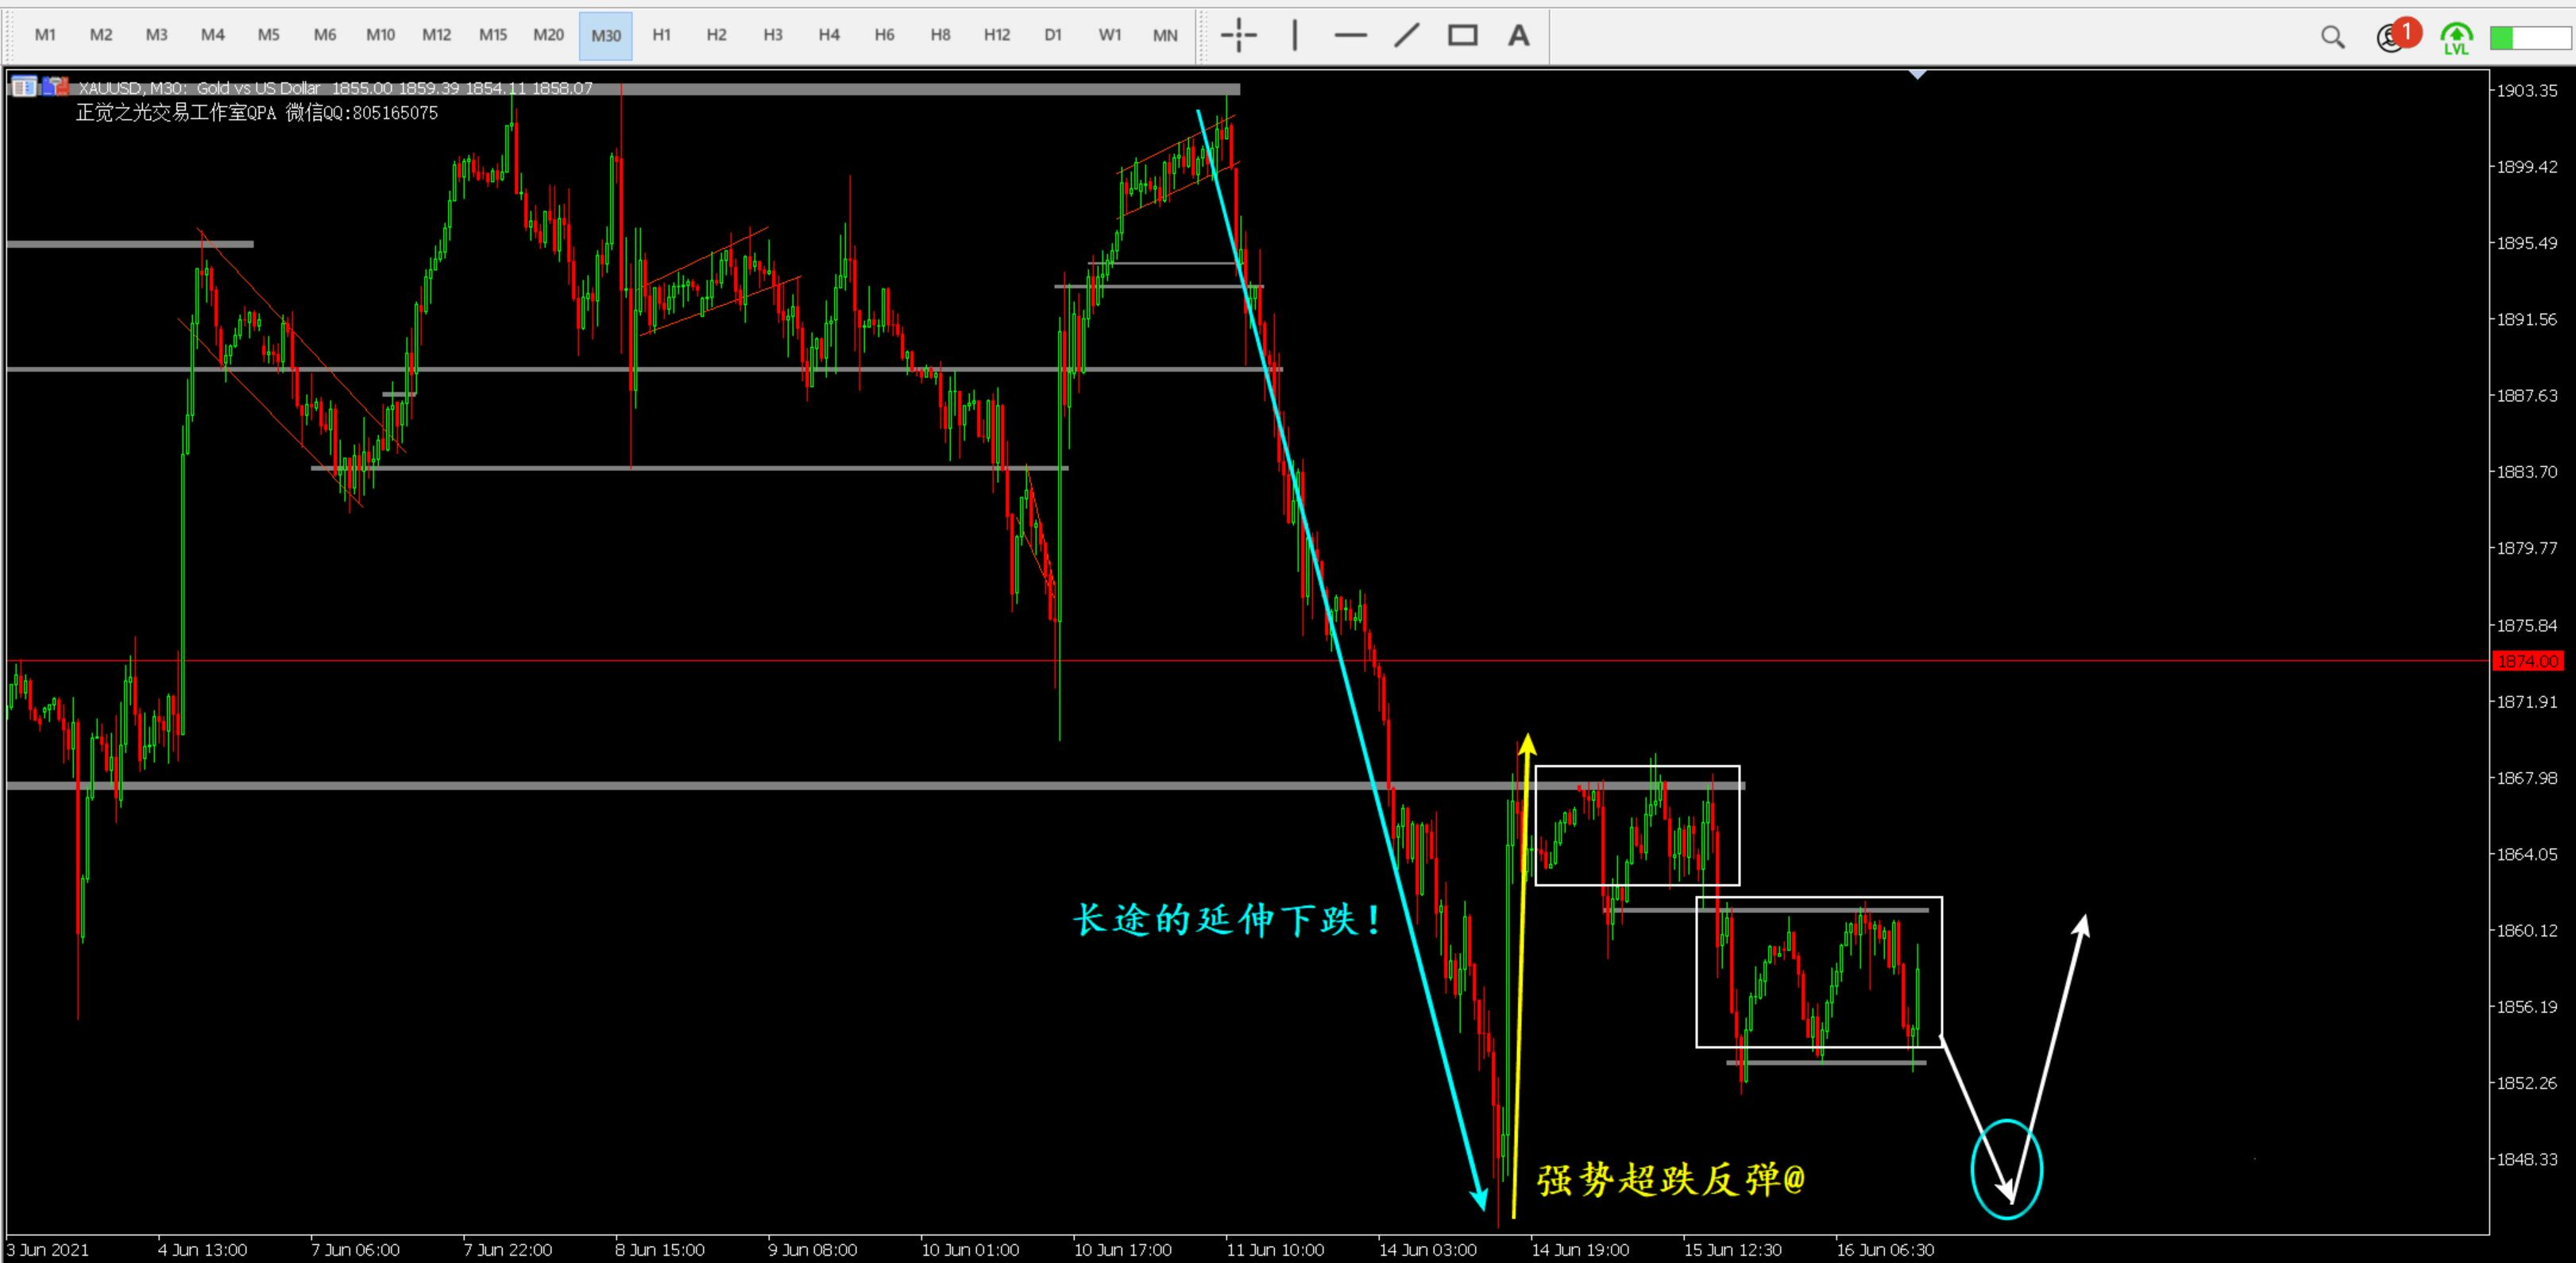 M1 M2 M3 M4 M5 M6 M10 M12 M15 M20 M30 H1 H2 H3 H4 H6 H8 H12 D1 W1 MN A 1 LVL
XAUUSD, M30: Gold vs US Dollar 1855.00 1859.39 1854.11 1858.07
正觉之光交易工作室QPA 微信QQ:805165075
1903.35
1899.42
1895.49
1891.56
1887.63
1883.70
1879.77
1875.84
1874.00
1871.91
1867.98
1864.05
长途的延伸下跌！
1860.12
1856.19
1852.26
1848.33
强势超跌反弹@
3 Jun 2021 4 Jun 13:00 7 Jun 06:00 7 Jun 22:00 8 Jun 15:00 9 Jun 08:00 10 Jun 01:00 10 Jun 17:00 11 Jun 10:00 14 Jun 03:00 14 Jun 19:00 15 Jun 12:30 16 Jun 06:30